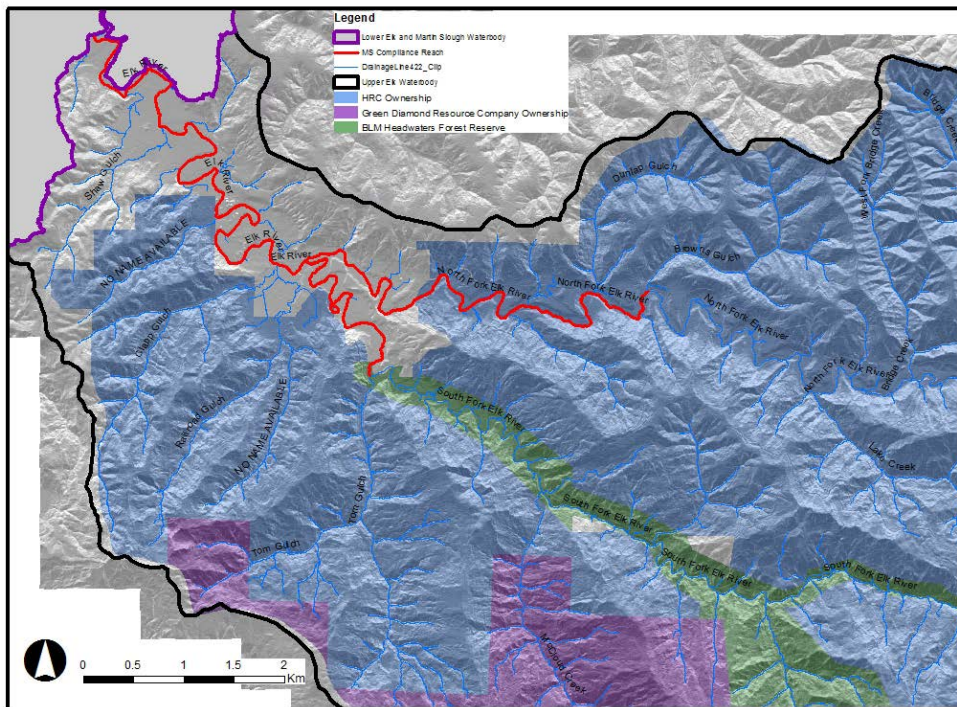 Legend
Lower Elk and Martin Slough Waterbody
MS Compliance Reach
DrainageLine422_Clip
Upper Elk Waterbody
HRC Ownership
Green Diamond Resource Company Ownership
BLM Headwaters Forest Reserve
Elk River
Bridge Creek
West Fork Bridge Creek
Shaw Gulch
Elk River
Dunlap Gulch
NO NAME AVAILABLE
Elk River
Elk River
Browns Gulch
North Fork Elk River
North Fork Elk River
North Fork Elk River
Clapp Gulch
North Fork Elk River
Bridge Creek
Railroad Gulch
NO NAME AVAILABLE
South Fork Elk River
Lake Creek
Tom Gulch
South Fork Elk River
Tom Gulch
South Fork Elk River
South Fork Elk River
McCloud Creek
0 0.5 1 1.5 2
Km